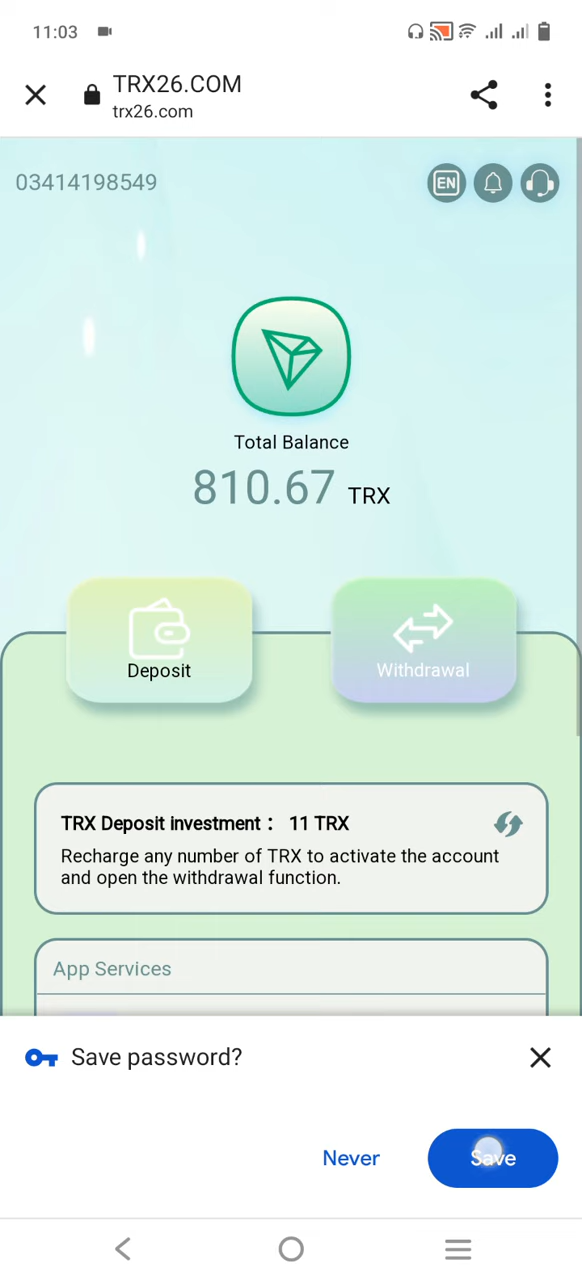 11:03
TRX26.COM
trx26.com
03414198549
EN
Total Balance
810.67 TRX
Deposit
Withdrawal
TRX Deposit investment： 11 TRX
Recharge any number of TRX to activate the account
and open the withdrawal function.
App Services
Save password?
Never
Save